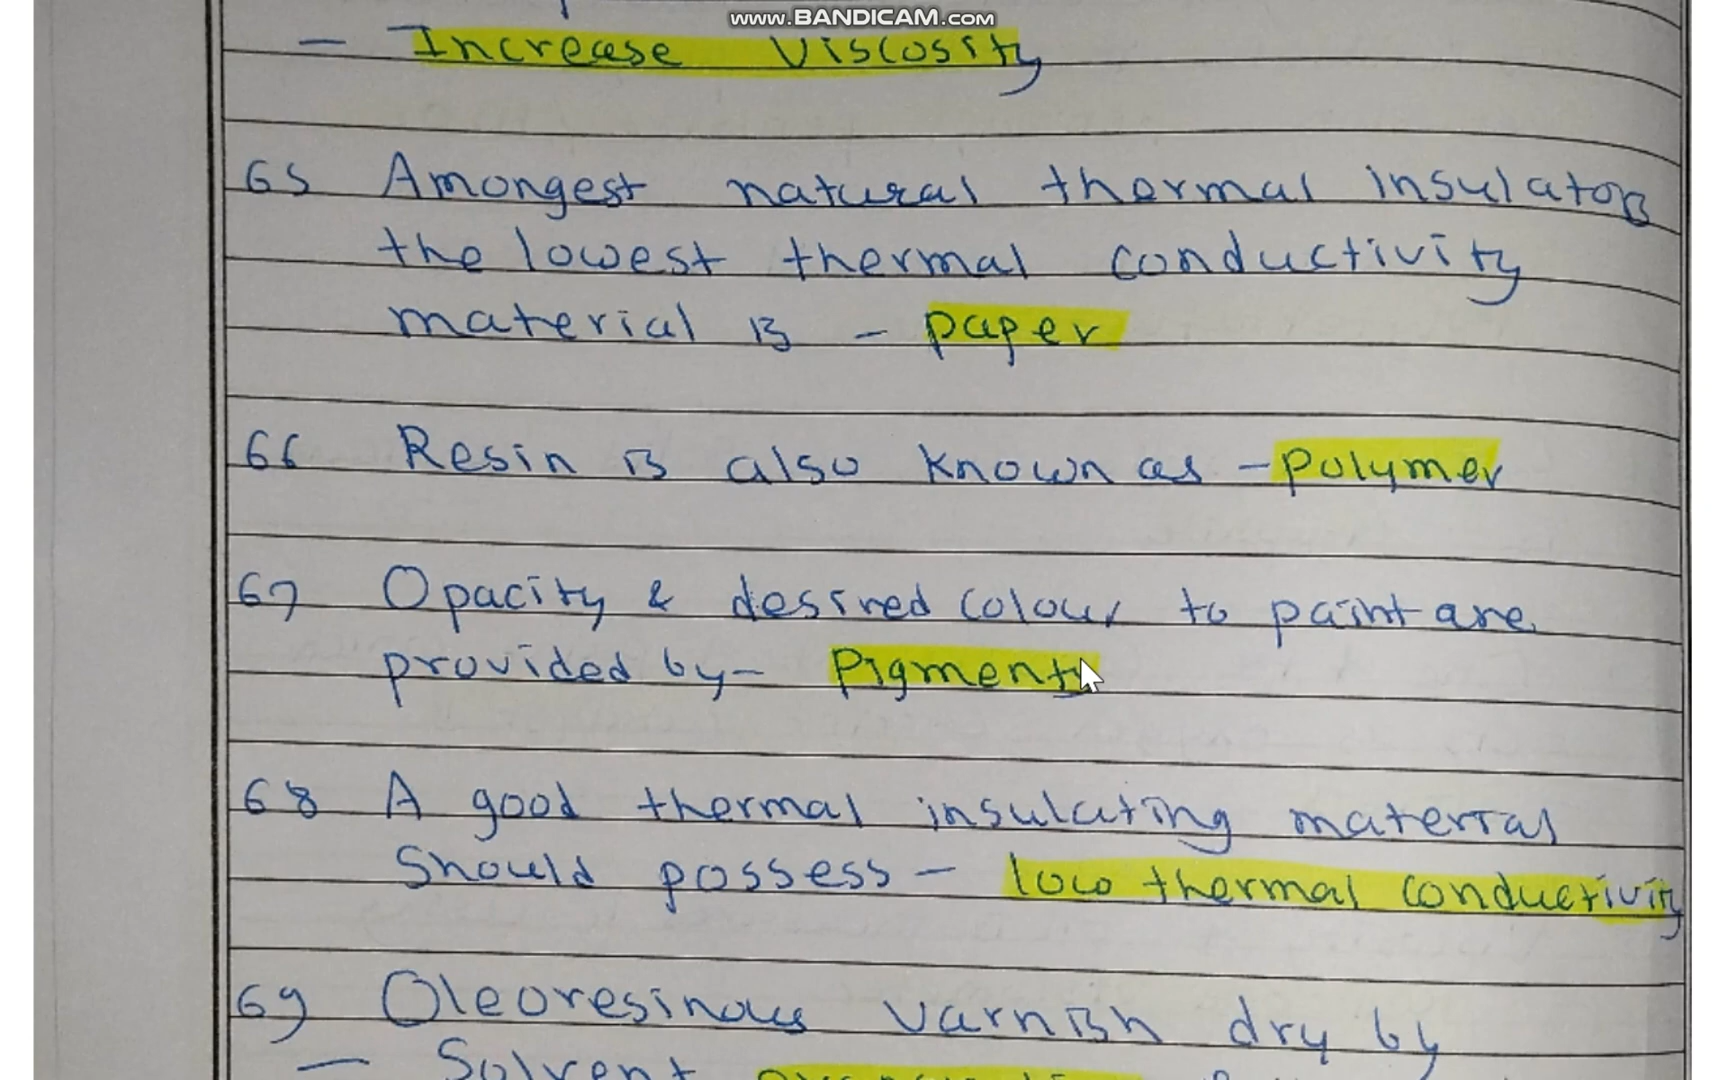 www.BANDICAM.com
- Increase Viscosity
65 Amongest natural thermal insulators
the lowest thermal conductivity
material is - paper
66 Resin is also known as - polymer
67 Opacity & desired colour to paint are
provided by - Pigments
68 A good thermal insulating material
Should possess - low thermal conductivity
69 Oleoresinous varnish dry by
- Solvent